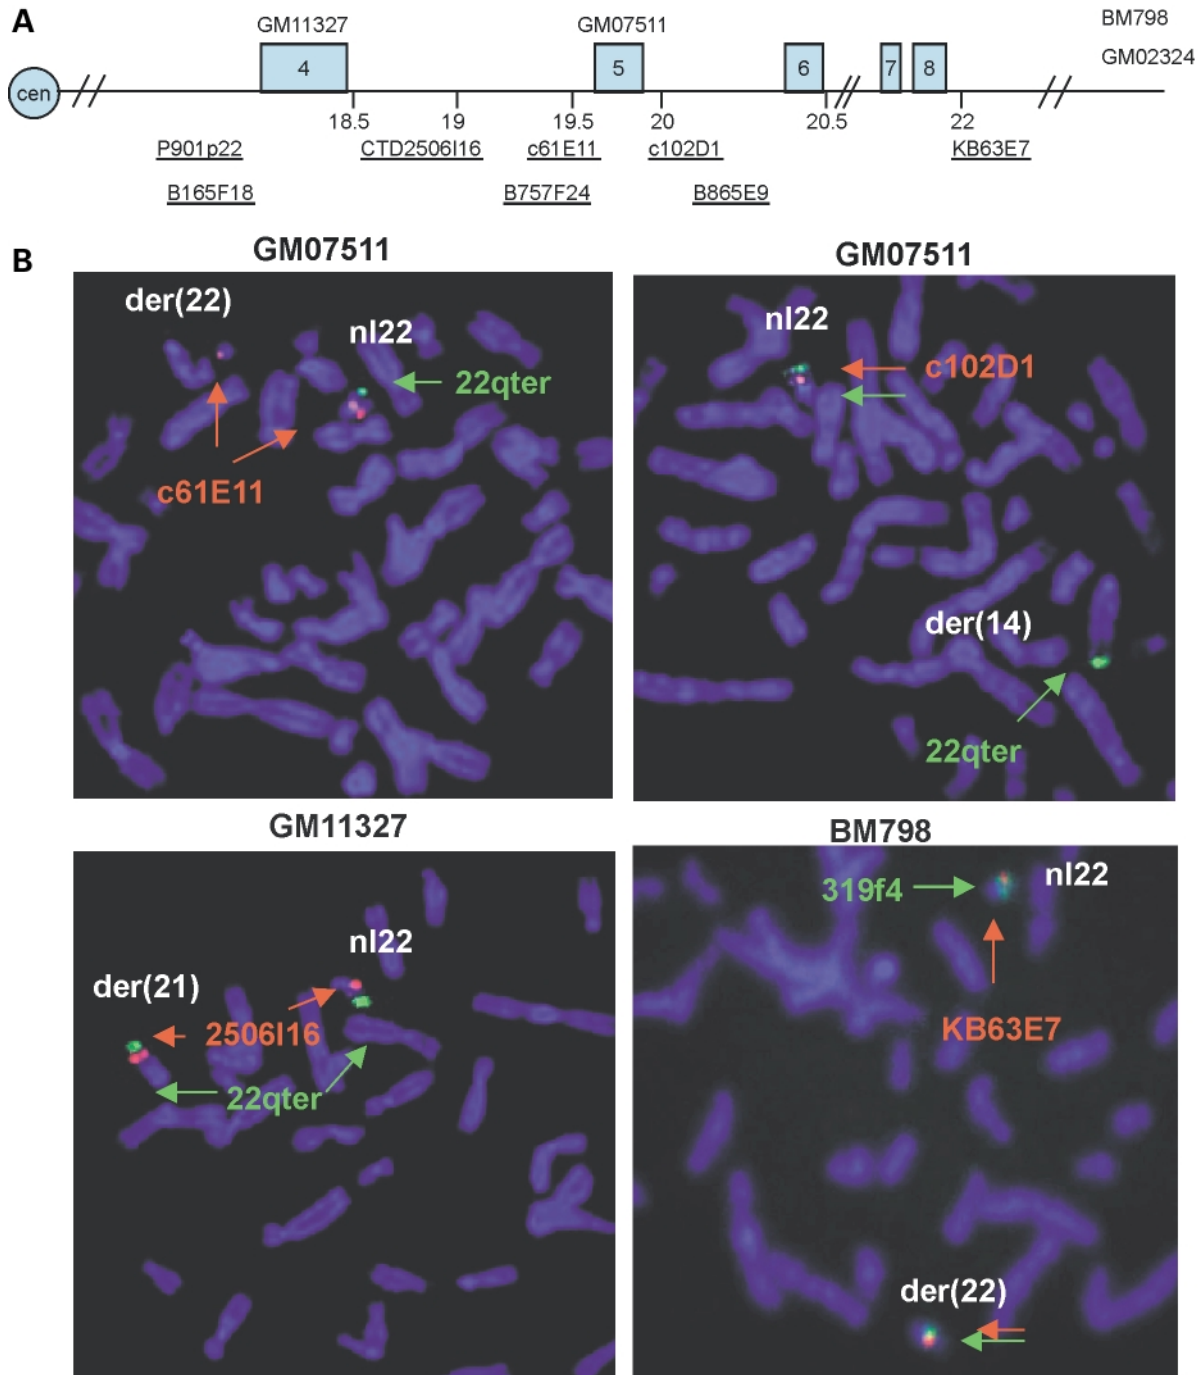 A
GM11327
GM07511
BM798
GM02324
cen
4
5
6
7
8
18.5
19
19.5
20
20.5
22
P901p22
CTD2506I16
c61E11
c102D1
KB63E7
B165F18
B757F24
B865E9
B
GM07511
der(22)
nl22
22qter
c61E11
GM07511
nl22
c102D1
der(14)
22qter
GM11327
nl22
der(21)
2506I16
22qter
BM798
319f4
nl22
KB63E7
der(22)